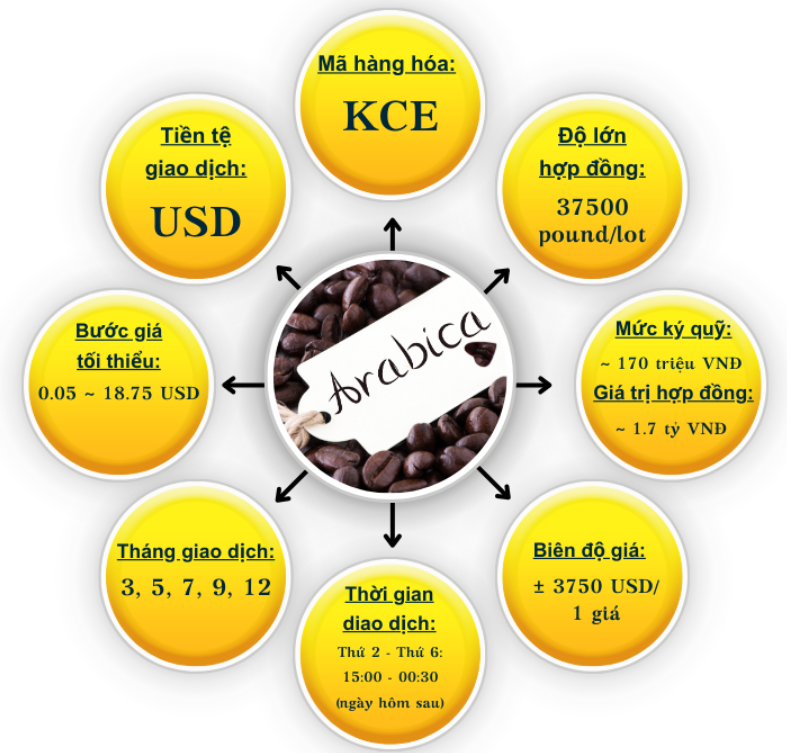 Mã hàng hóa:
KCE
Độ lớn
hợp đồng:
37500
pound/lot
Mức ký quỹ:
~ 170 triệu VNĐ
Giá trị hợp đồng:
~ 1.7 tỷ VNĐ
Biên độ giá:
± 3750 USD/
1 giá
Thời gian
diao dịch:
Thứ 2 - Thứ 6:
15:00 - 00:30
(ngày hôm sau)
Tháng giao dịch:
3, 5, 7, 9, 12
Bước giá
tối thiểu:
0.05 ~ 18.75 USD
Tiền tệ
giao dịch:
USD
Arabica